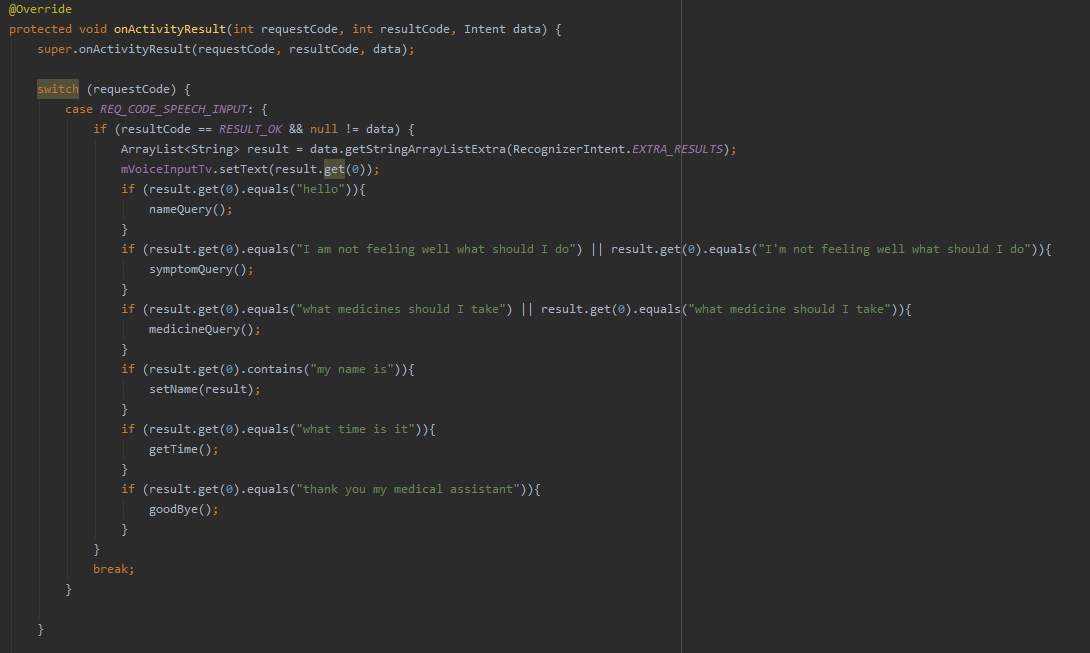 @Override
protected void onActivityResult(int requestCode, int resultCode, Intent data) {
    super.onActivityResult(requestCode, resultCode, data);

    switch (requestCode) {
        case REQ_CODE_SPEECH_INPUT: {
            if (resultCode == RESULT_OK && null != data) {
                ArrayList<String> result = data.getStringArrayListExtra(RecognizerIntent.EXTRA_RESULTS);
                mVoiceInputTv.setText(result.get(0));
                if (result.get(0).equals("hello")){
                    nameQuery();
                }
                if (result.get(0).equals("I am not feeling well what should I do") || result.get(0).equals("I'm not feeling well what should I do")){
                    symptomQuery();
                }
                if (result.get(0).equals("what medicines should I take") || result.get(0).equals("what medicine should I take")){
                    medicineQuery();
                }
                if (result.get(0).contains("my name is")){
                    setName(result);
                }
                if (result.get(0).equals("what time is it")){
                    getTime();
                }
                if (result.get(0).equals("thank you my medical assistant")){
                    goodBye();
                }
            }
            break;
        }

    }